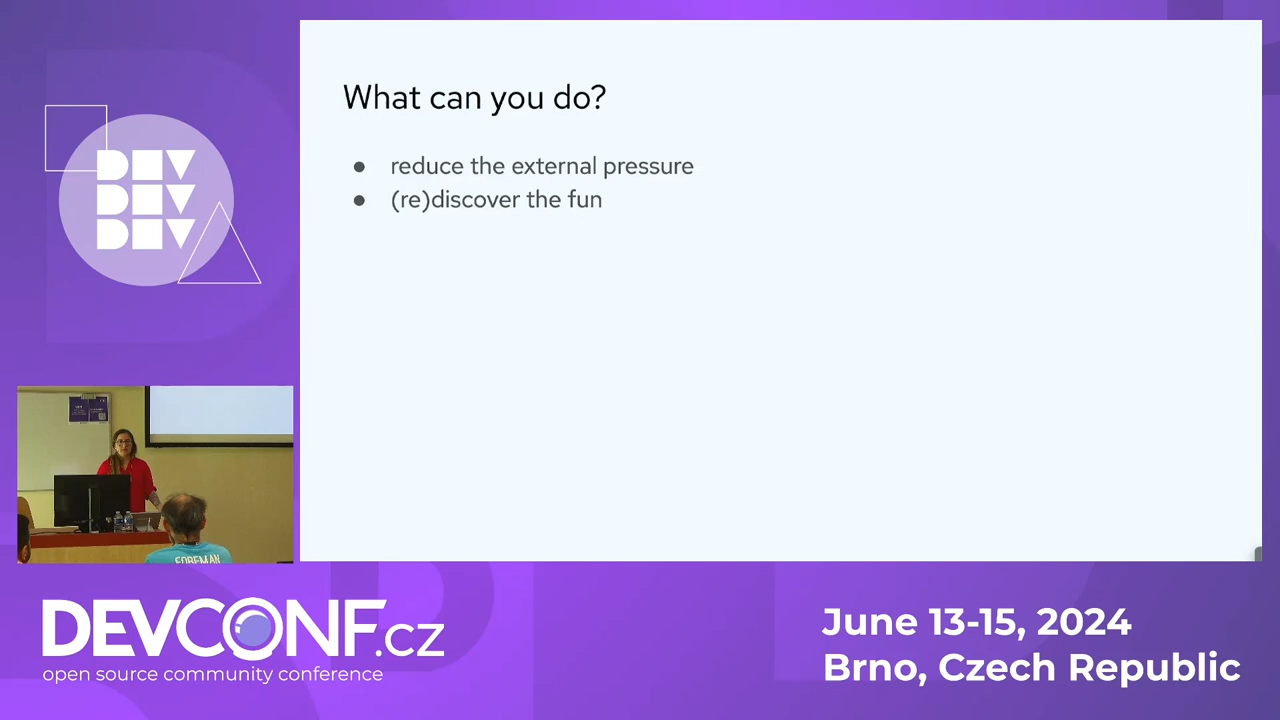 What can you do?
● reduce the external pressure
● (re)discover the fun
DEV
DEV
DEV
FOREMAN
DEVCONF.cz
open source community conference
June 13-15, 2024
Brno, Czech Republic